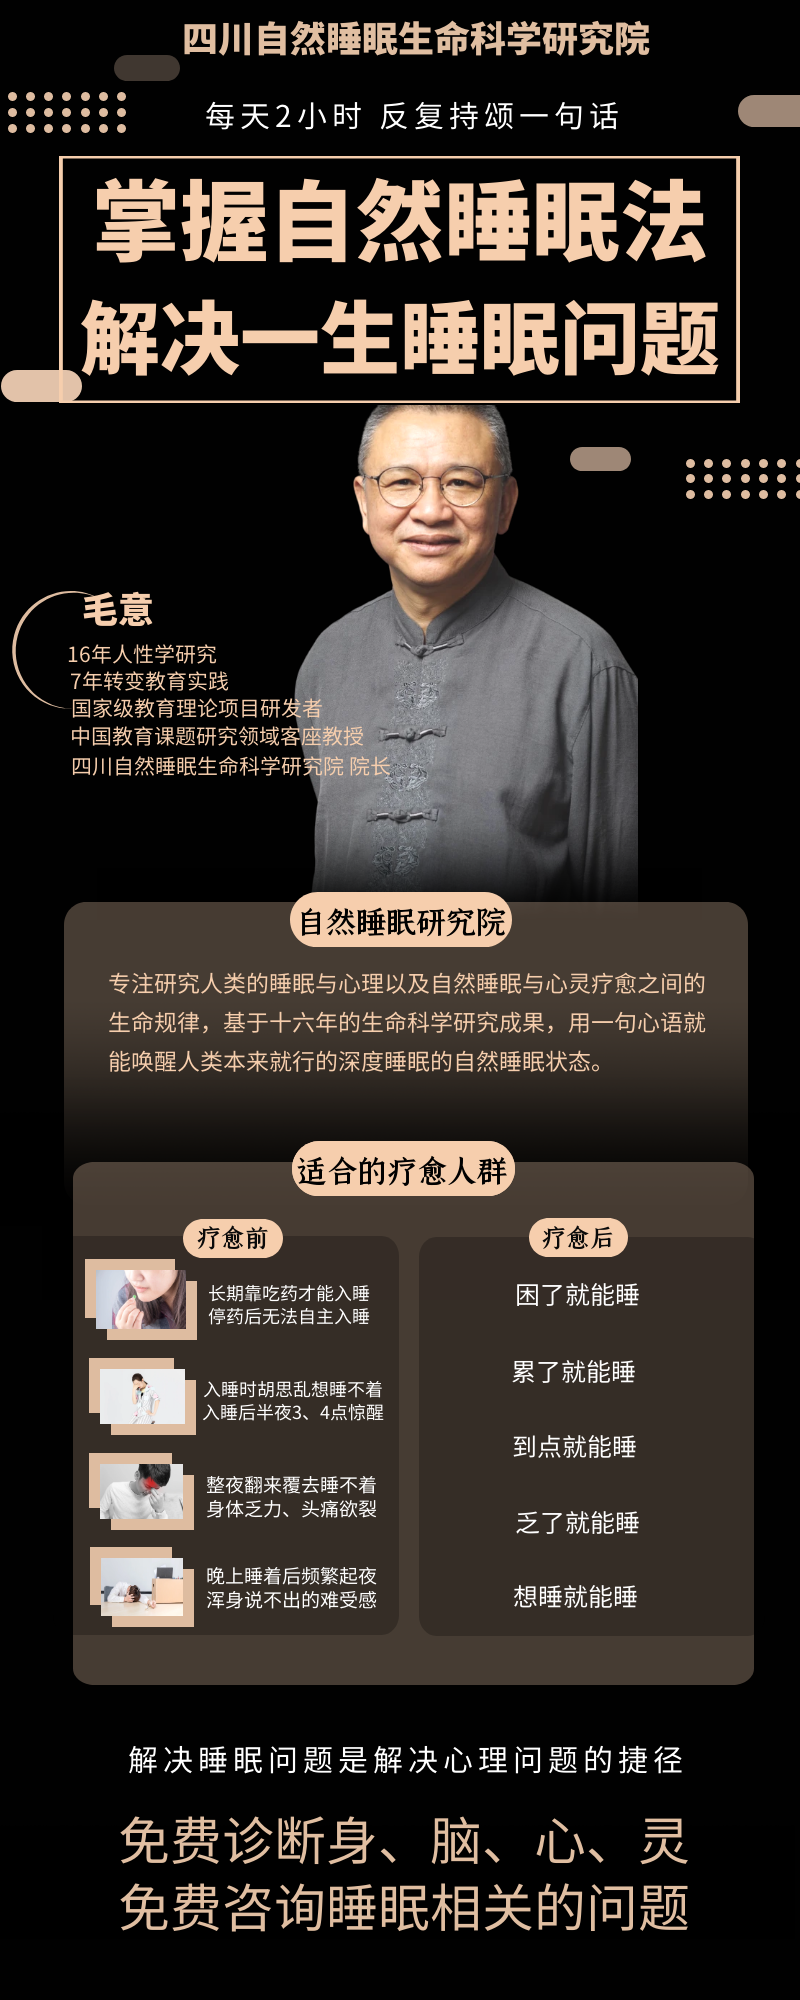 四川自然睡眠生命科学研究院
每天2小时 反复持颂一句话
掌握自然睡眠法
解决一生睡眠问题
毛意
16年人性学研究
7年转变教育实践
国家级教育理论项目研发者
中国教育课题研究领域客座教授
四川自然睡眠生命科学研究院 院长
自然睡眠研究院
专注研究人类的睡眠与心理以及自然睡眠与心灵疗愈之间的
生命规律，基于十六年的生命科学研究成果，用一句心语就
能唤醒人类本来就行的深度睡眠的自然睡眠状态。
适合的疗愈人群
疗愈前
长期靠吃药才能入睡
停药后无法自主入睡
入睡时胡思乱想睡不着
入睡后半夜3、4点惊醒
整夜翻来覆去睡不着
身体乏力、头痛欲裂
晚上睡着后频繁起夜
浑身说不出的难受感
疗愈后
困了就能睡
累了就能睡
到点就能睡
乏了就能睡
想睡就能睡
解决睡眠问题是解决心理问题的捷径
免费诊断身、脑、心、灵
免费咨询睡眠相关的问题